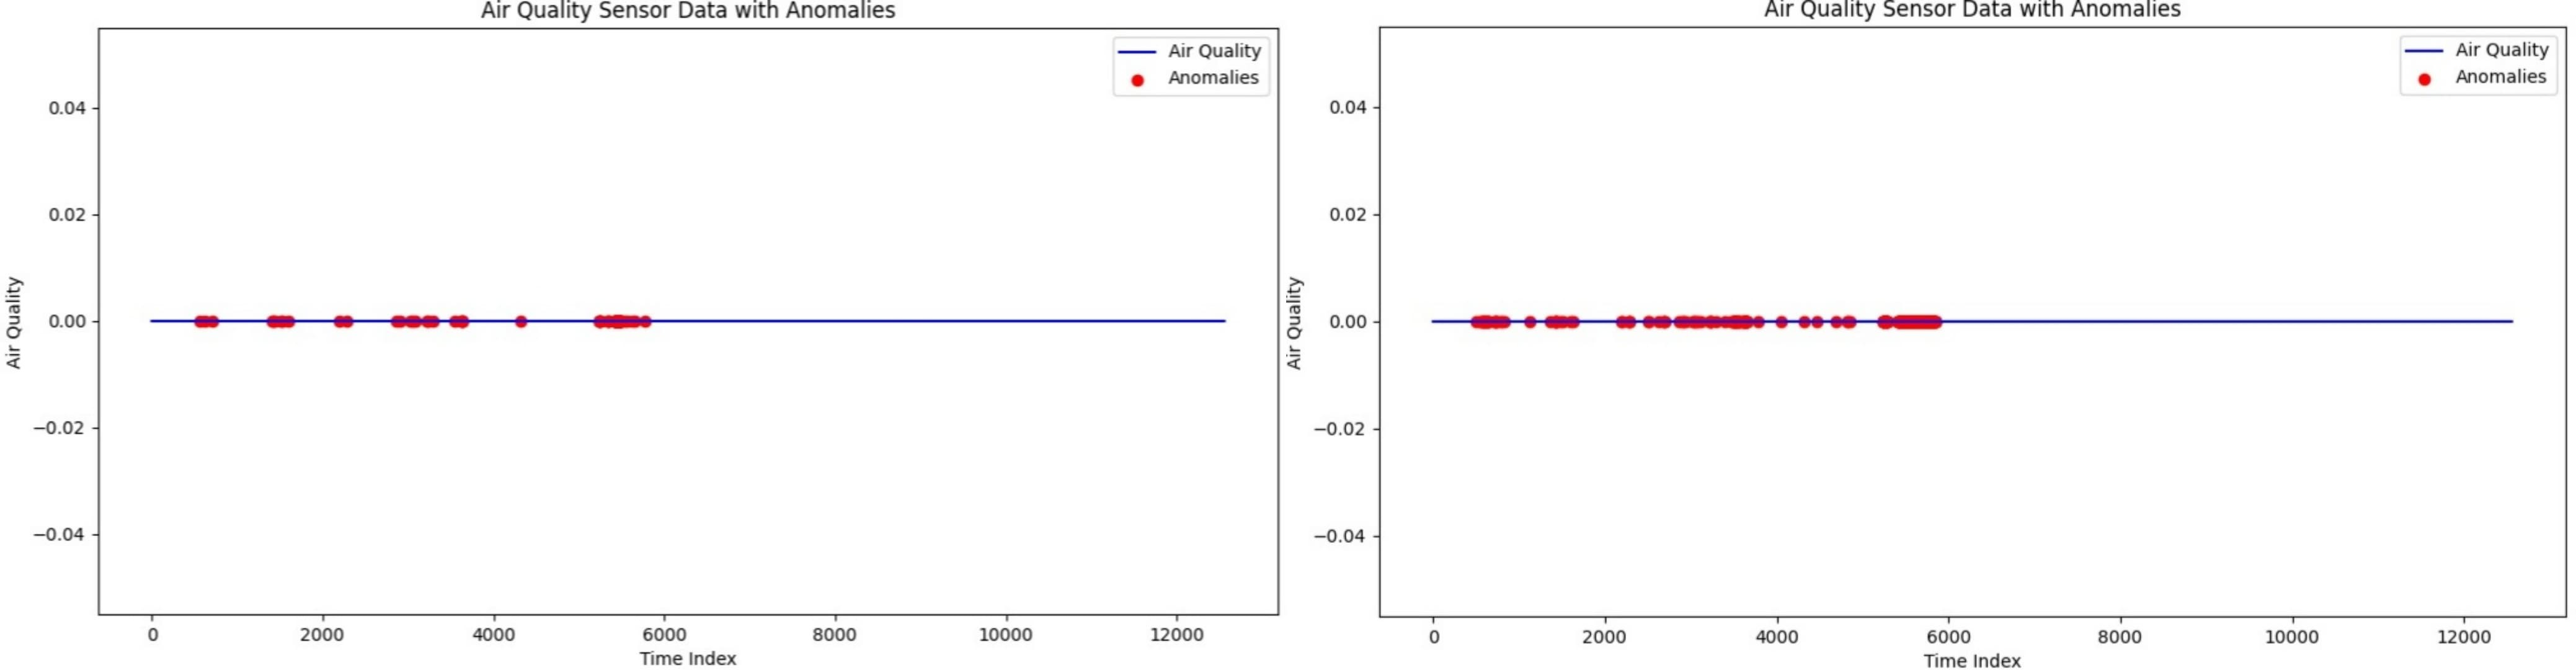 Air Quality Sensor Data with Anomalies
Air Quality
Anomalies
0.04
0.02
0.00
−0.02
−0.04
Air Quality
0
2000
4000
6000
8000
10000
12000
Time Index
Air Quality Sensor Data with Anomalies
Air Quality
Anomalies
0.04
0.02
0.00
−0.02
−0.04
Air Quality
0
2000
4000
6000
8000
10000
12000
Time Index